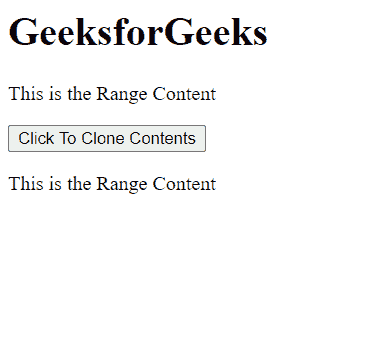 GeeksforGeeks
This is the Range Content
Click To Clone Contents
This is the Range Content